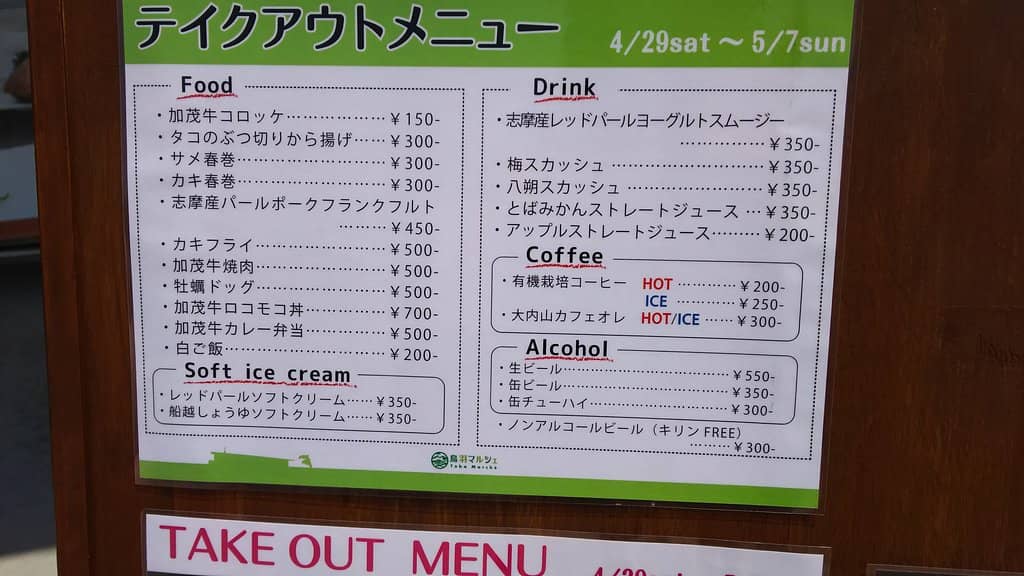 テイクアウトメニュー 4/29sat ～ 5/7sun
Food
・加茂牛コロッケ……………… ￥150-
・タコのぶつ切りから揚げ…… ￥300-
・サメ春巻 …………………… ￥300-
・カキ春巻 …………………… ￥300-
・志摩産パールポークフランクフルト
……… ￥450-
・カキフライ………………… ￥500-
・加茂牛焼肉………………… ￥500-
・牡蠣ドッグ………………… ￥500-
・加茂牛ロコモコ丼………… ￥700-
・加茂牛カレー弁当………… ￥500-
・白ご飯……………………… ￥200-
Soft ice cream
・レッドパールソフトクリーム…… ￥350-
・船越しょうゆソフトクリーム…… ￥350-
鳥羽マルシェ
Toba Marche
Drink
・志摩産レッドパールヨーグルトスムージー
…………… ￥350-
・梅スカッシュ …………………… ￥350-
・八朔スカッシュ ………………… ￥350-
・とばみかんストレートジュース …￥350-
・アップルストレートジュース……… ￥200-
Coffee
・有機栽培コーヒー HOT ………… ￥200-
ICE ………… ￥250-
・大内山カフェオレ HOT/ICE …… ￥300-
Alcohol
・生ビール…………………………… ￥550-
・缶ビール…………………………… ￥350-
・缶チューハイ……………………… ￥300-
・ノンアルコールビール（キリン FREE）
……… ￥300-
TAKE OUT MENU